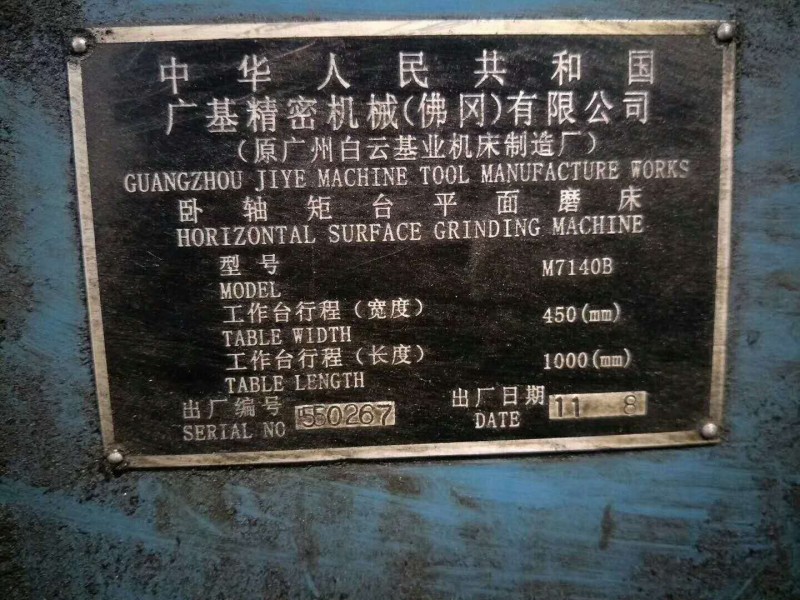 中华人民共和国
广基精密机械(佛冈)有限公司
(原广州白云基业机床制造厂)
GUANGZHOU JIYE MACHINE TOOL MANUFACTURE WORKS
卧轴矩台平面磨床
HORIZONTAL SURFACE GRINDING MACHINE
型号 M7140B
MODEL
工作台行程(宽度) 450(mm)
TABLE WIDTH
工作台行程(长度) 1000(mm)
TABLE LENGTH
出厂编号 550267 出厂日期 11 8
SERIAL NO DATE